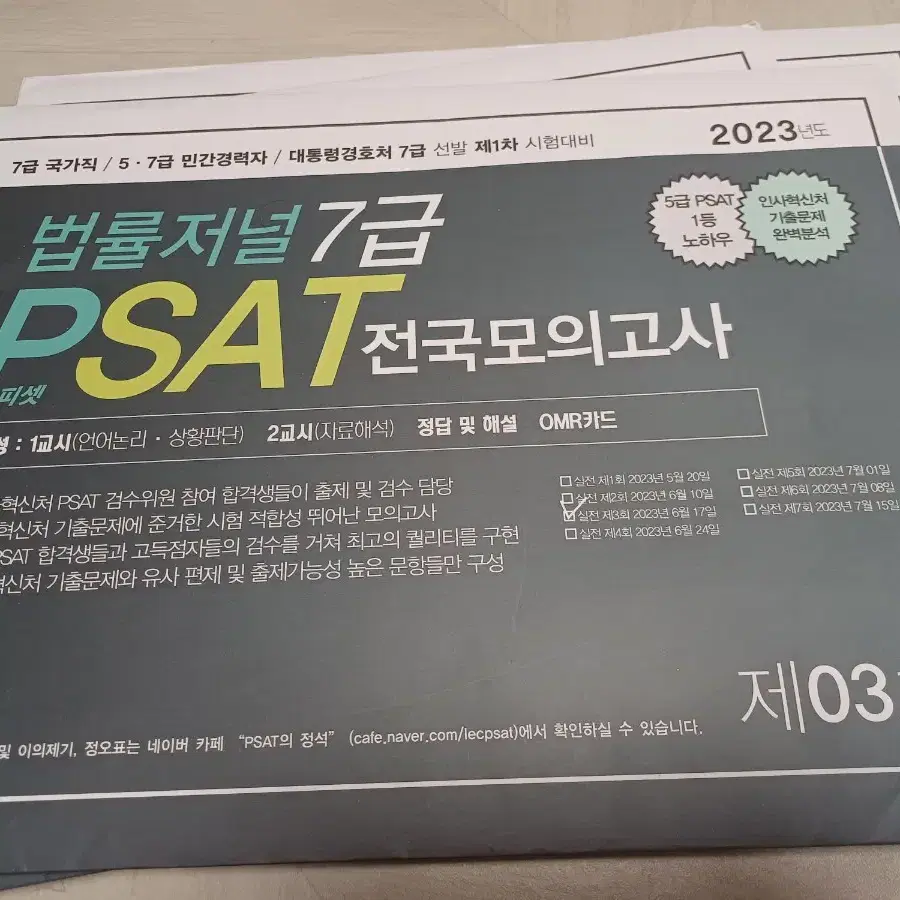 7급 국가직 / 5 · 7급 민간경력자 / 대통령경호처 7급 선발 제1차 시험대비
2023년도
법률저널 7급
5급 PSAT
1등
노하우
인사혁신처
기출문제
완벽분석
PSAT 전국모의고사
피셋
성 : 1교시(언어논리 · 상황판단) 2교시(자료해석) 정답 및 해설 OMR카드
혁신처 PSAT 검수위원 참여 합격생들이 출제 및 검수 담당
혁신처 기출문제에 준거한 시험 적합성 뛰어난 모의고사
PSAT 합격생들과 고득점자들의 검수를 거쳐 최고의 퀄리티를 구현
혁신처 기출문제와 유사 편제 및 출제가능성 높은 문항들만 구성
실전 제1회 2023년 5월 20일
실전 제2회 2023년 6월 10일
실전 제3회 2023년 6월 17일
실전 제4회 2023년 6월 24일
실전 제5회 2023년 7월 01일
실전 제6회 2023년 7월 08일
실전 제7회 2023년 7월 15일
제03
및 이의제기, 정오표는 네이버 카페 “PSAT의 정석” (cafe.naver.com/lecpsat)에서 확인하실 수 있습니다.